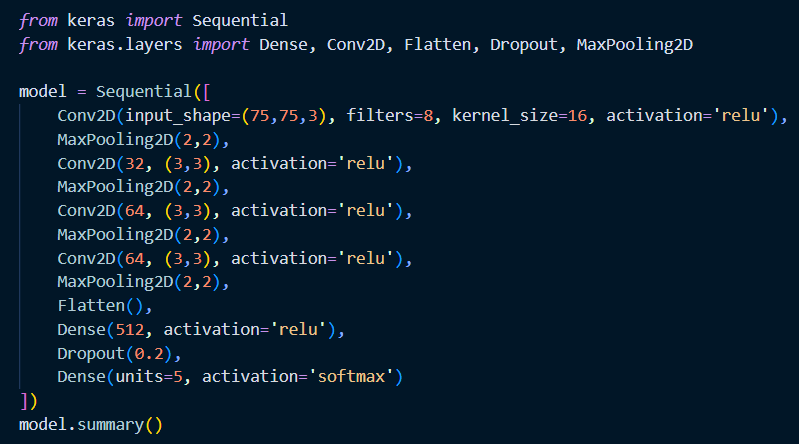 from keras import Sequential
from keras.layers import Dense, Conv2D, Flatten, Dropout, MaxPooling2D

model = Sequential([
    Conv2D(input_shape=(75,75,3), filters=8, kernel_size=16, activation='relu'),
    MaxPooling2D(2,2),
    Conv2D(32, (3,3), activation='relu'),
    MaxPooling2D(2,2),
    Conv2D(64, (3,3), activation='relu'),
    MaxPooling2D(2,2),
    Conv2D(64, (3,3), activation='relu'),
    MaxPooling2D(2,2),
    Flatten(),
    Dense(512, activation='relu'),
    Dropout(0.2),
    Dense(units=5, activation='softmax')
])
model.summary()